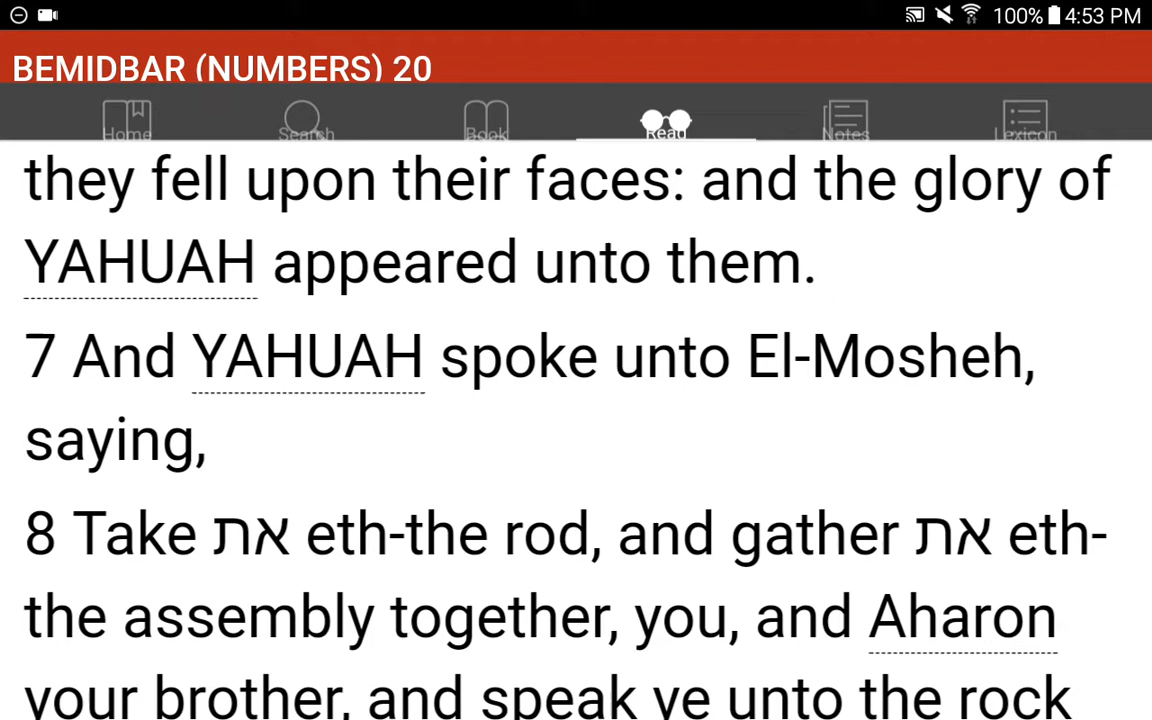 100% 4:53 PM
BEMIDBAR (NUMBERS) 20
Home Search Book Read Notes Lexicon
they fell upon their faces: and the glory of
YAHUAH appeared unto them.
7 And YAHUAH spoke unto El-Mosheh,
saying,
8 Take את eth-the rod, and gather את eth-
the assembly together, you, and Aharon
your brother, and speak ye unto the rock